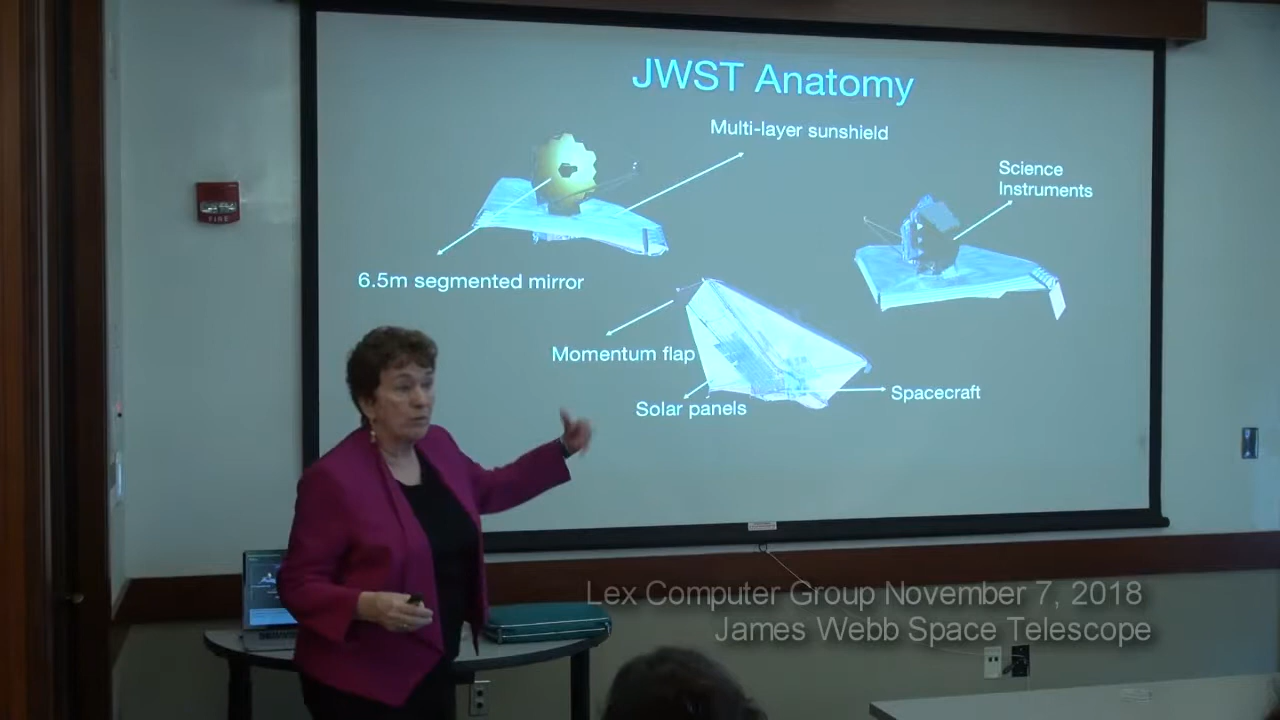 JWST Anatomy
Multi-layer sunshield
Science
Instruments
6.5m segmented mirror
Momentum flap
Solar panels
Spacecraft
FIRE
Lex Computer Group November 7, 2018
James Webb Space Telescope